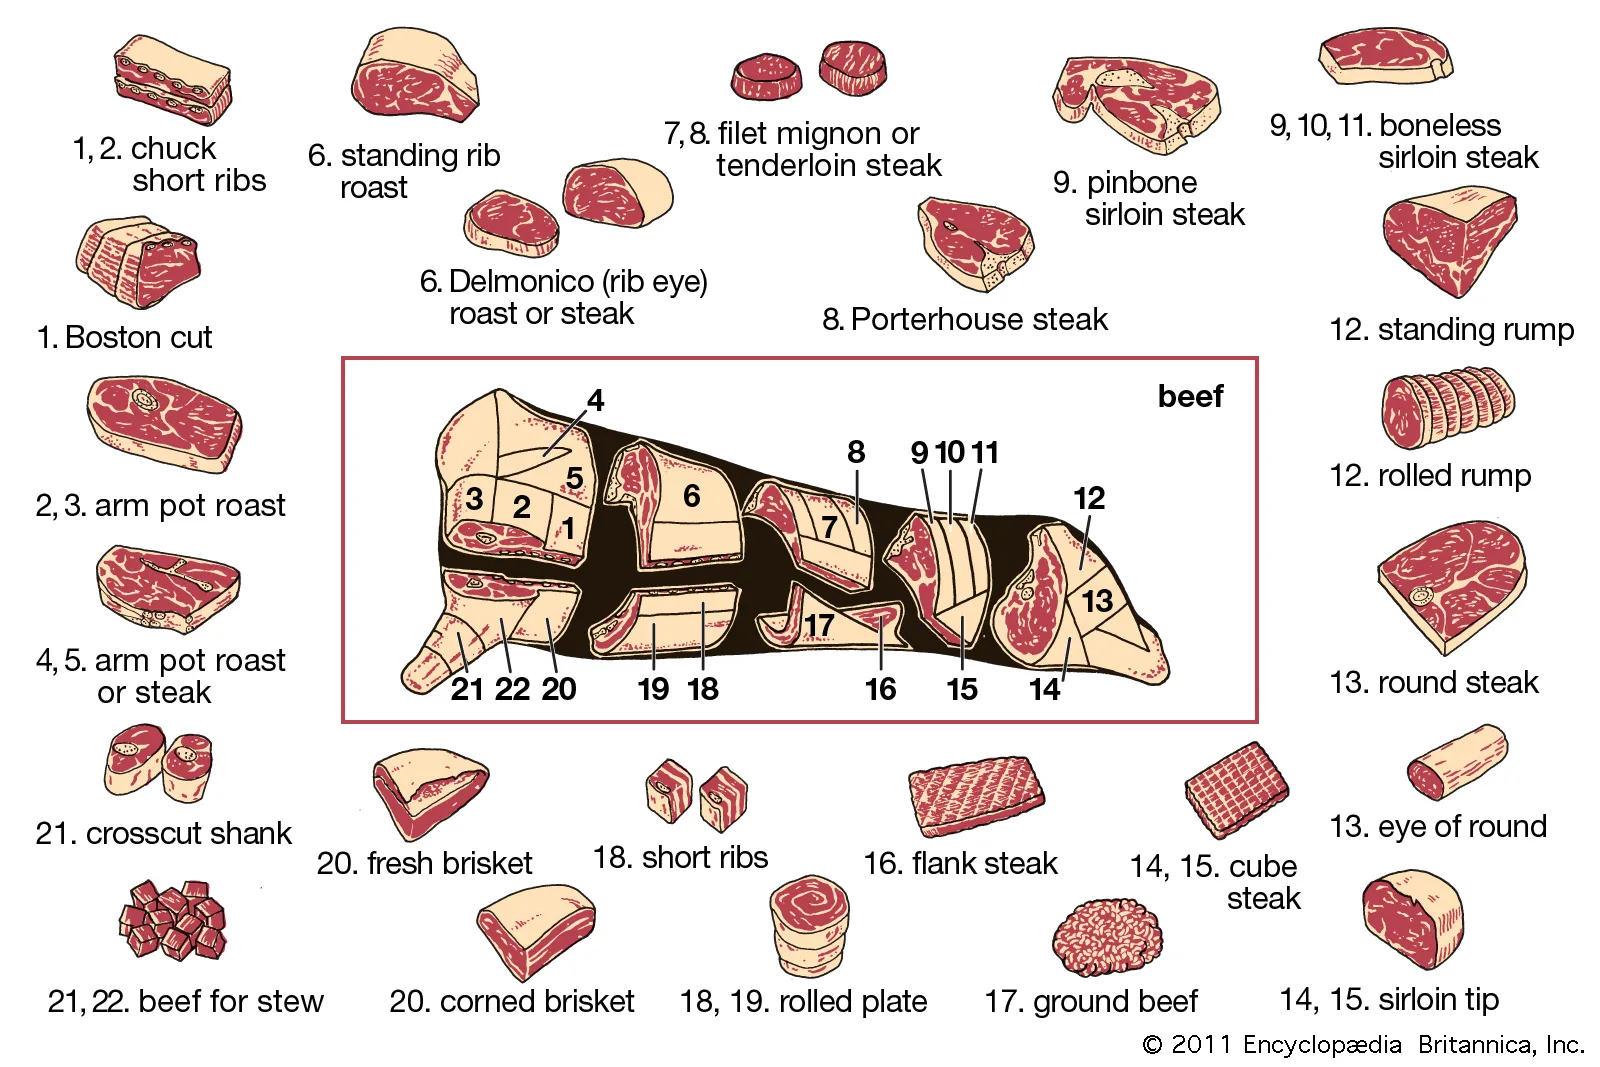 1, 2. chuck
short ribs
6. standing rib
roast
7, 8. filet mignon or
tenderloin steak
9. pinbone
sirloin steak
9, 10, 11. boneless
sirloin steak
1. Boston cut
6. Delmonico (rib eye)
roast or steak
8. Porterhouse steak
12. standing rump
beef
4
5
3
2
1
6
7
8
9
10
11
12
13
17
21
22
20
19
18
16
15
14
2, 3. arm pot roast
12. rolled rump
4, 5. arm pot roast
or steak
13. round steak
21. crosscut shank
20. fresh brisket
18. short ribs
16. flank steak
14, 15. cube
steak
13. eye of round
21, 22. beef for stew
20. corned brisket
18, 19. rolled plate
17. ground beef
14, 15. sirloin tip
© 2011 Encyclopædia Britannica, Inc.